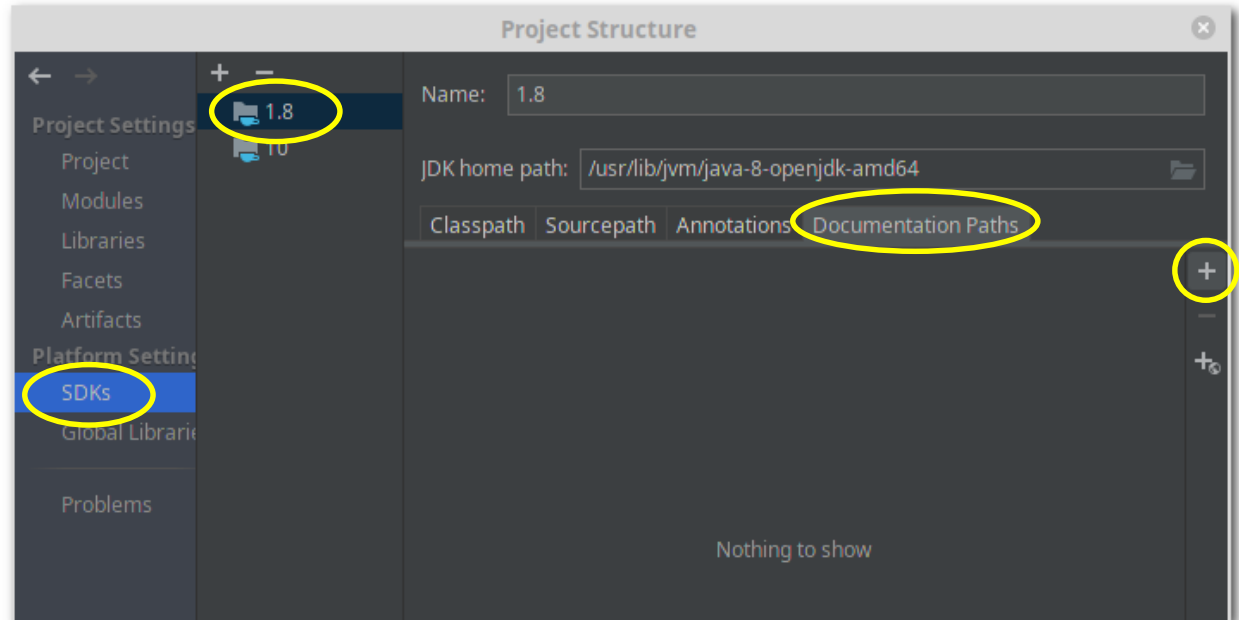 Project Structure
Project Settings
Project
Modules
Libraries
Facets
Artifacts
Platform Setting
SDKs
Global Librarie
Problems
1.8
10
Name: 1.8
JDK home path: /usr/lib/jvm/java-8-openjdk-amd64
Classpath Sourcepath Annotations Documentation Paths
Nothing to show